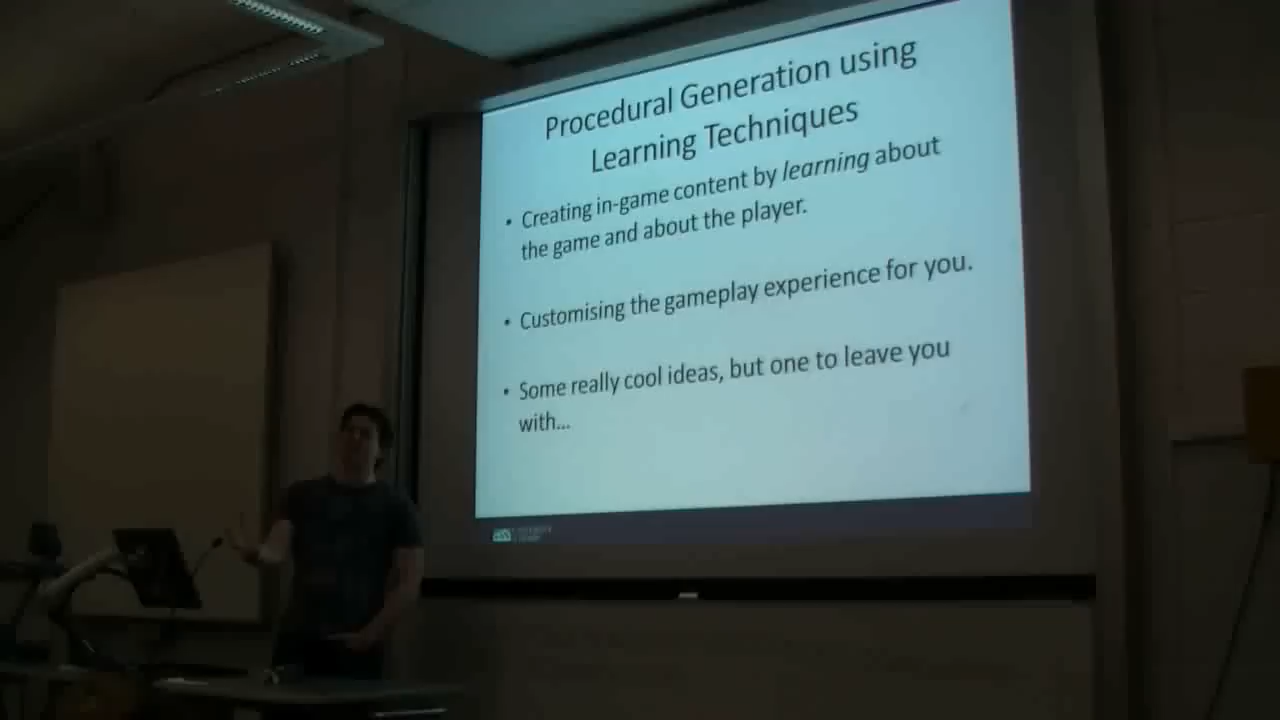 Procedural Generation using
Learning Techniques
• Creating in-game content by learning about
the game and about the player.
• Customising the gameplay experience for you.
• Some really cool ideas, but one to leave you
with...